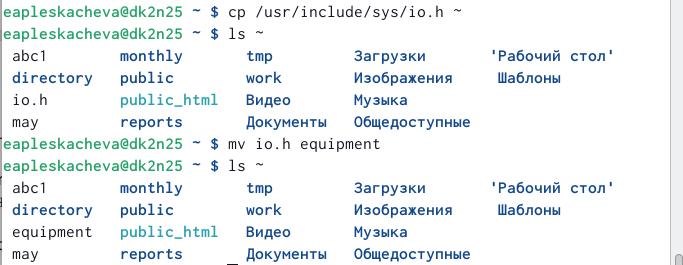 eapleskacheva@dk2n25 ~ $ cp /usr/include/sys/io.h ~
eapleskacheva@dk2n25 ~ $ ls ~
abc1 monthly tmp Загрузки 'Рабочий стол'
directory public work Изображения Шаблоны
io.h public_html Видео Музыка
may reports Документы Общедоступные
eapleskacheva@dk2n25 ~ $ mv io.h equipment
eapleskacheva@dk2n25 ~ $ ls ~
abc1 monthly tmp Загрузки 'Рабочий стол'
directory public work Изображения Шаблоны
equipment public_html Видео Музыка
may reports Документы Общедоступные